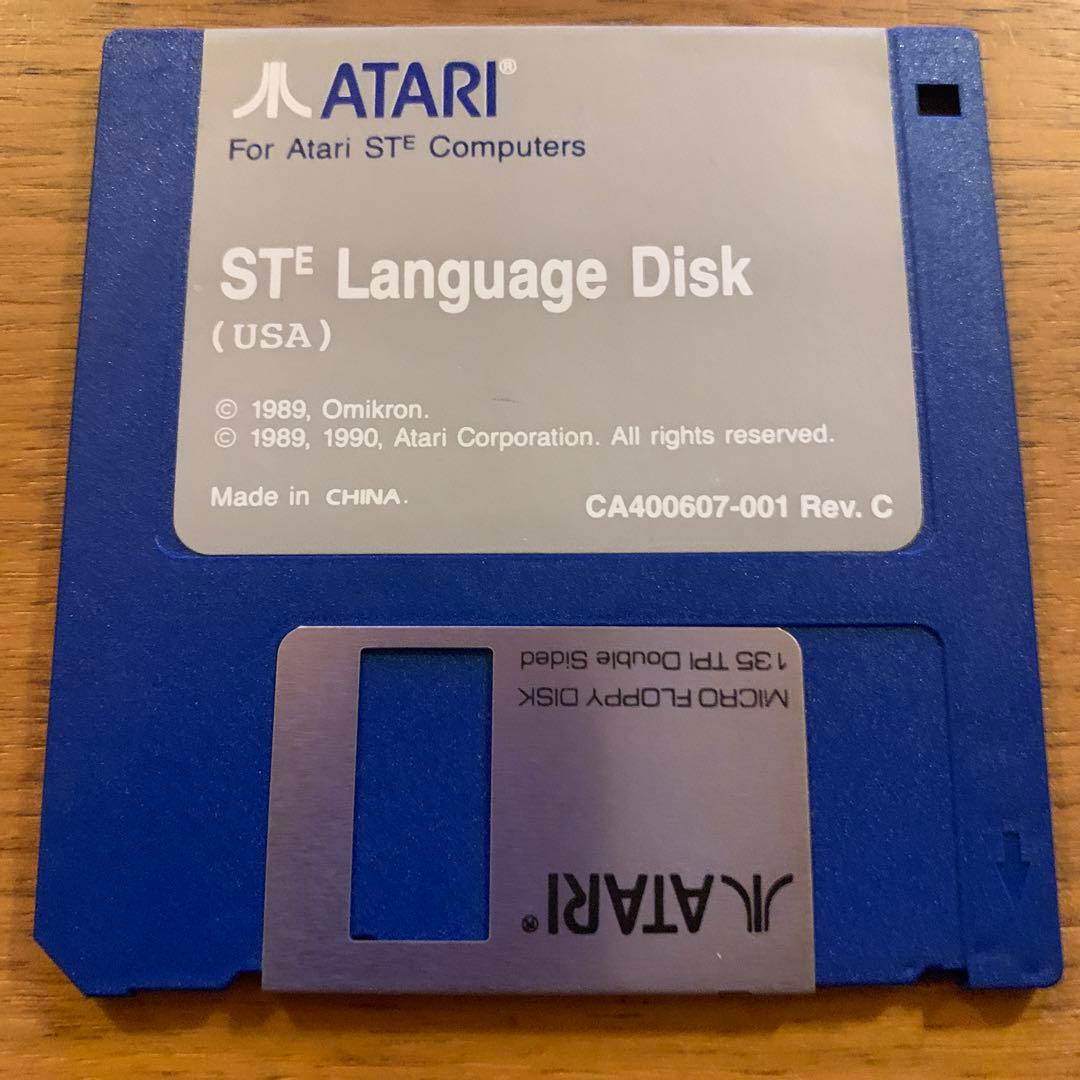 ATARI®
For Atari STᴱ Computers
STᴱ Language Disk
(USA)
© 1989, Omikron.
© 1989, 1990, Atari Corporation. All rights reserved.
Made in CHINA.
CA400607-001 Rev. C
ATARI®
MICRO FLOPPY DISK
135 TPI Double Sided